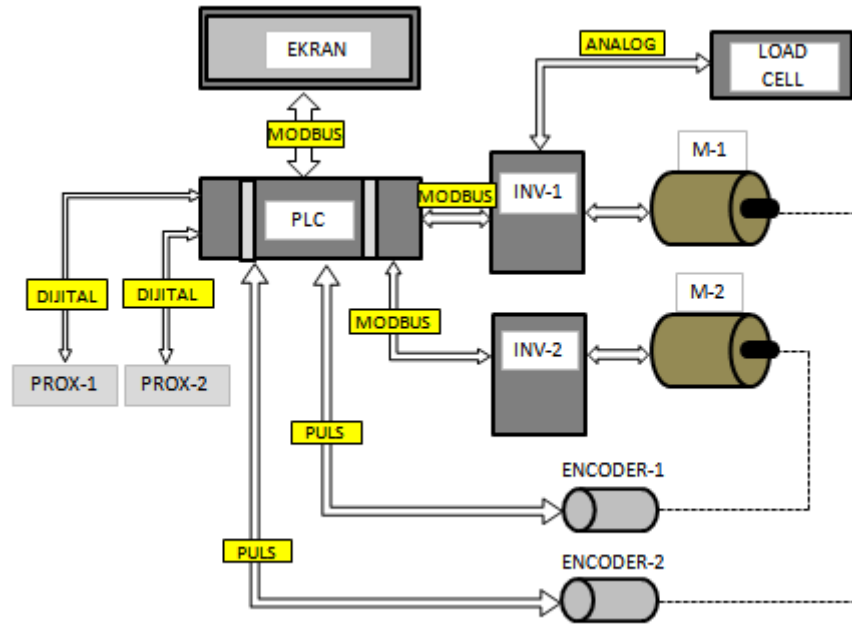 EKRAN
ANALOG
LOAD
CELL
MODBUS
M-1
PLC
MODBUS
INV-1
DIJITAL
DIJITAL
M-2
MODBUS
INV-2
PROX-1
PROX-2
PULS
ENCODER-1
PULS
ENCODER-2